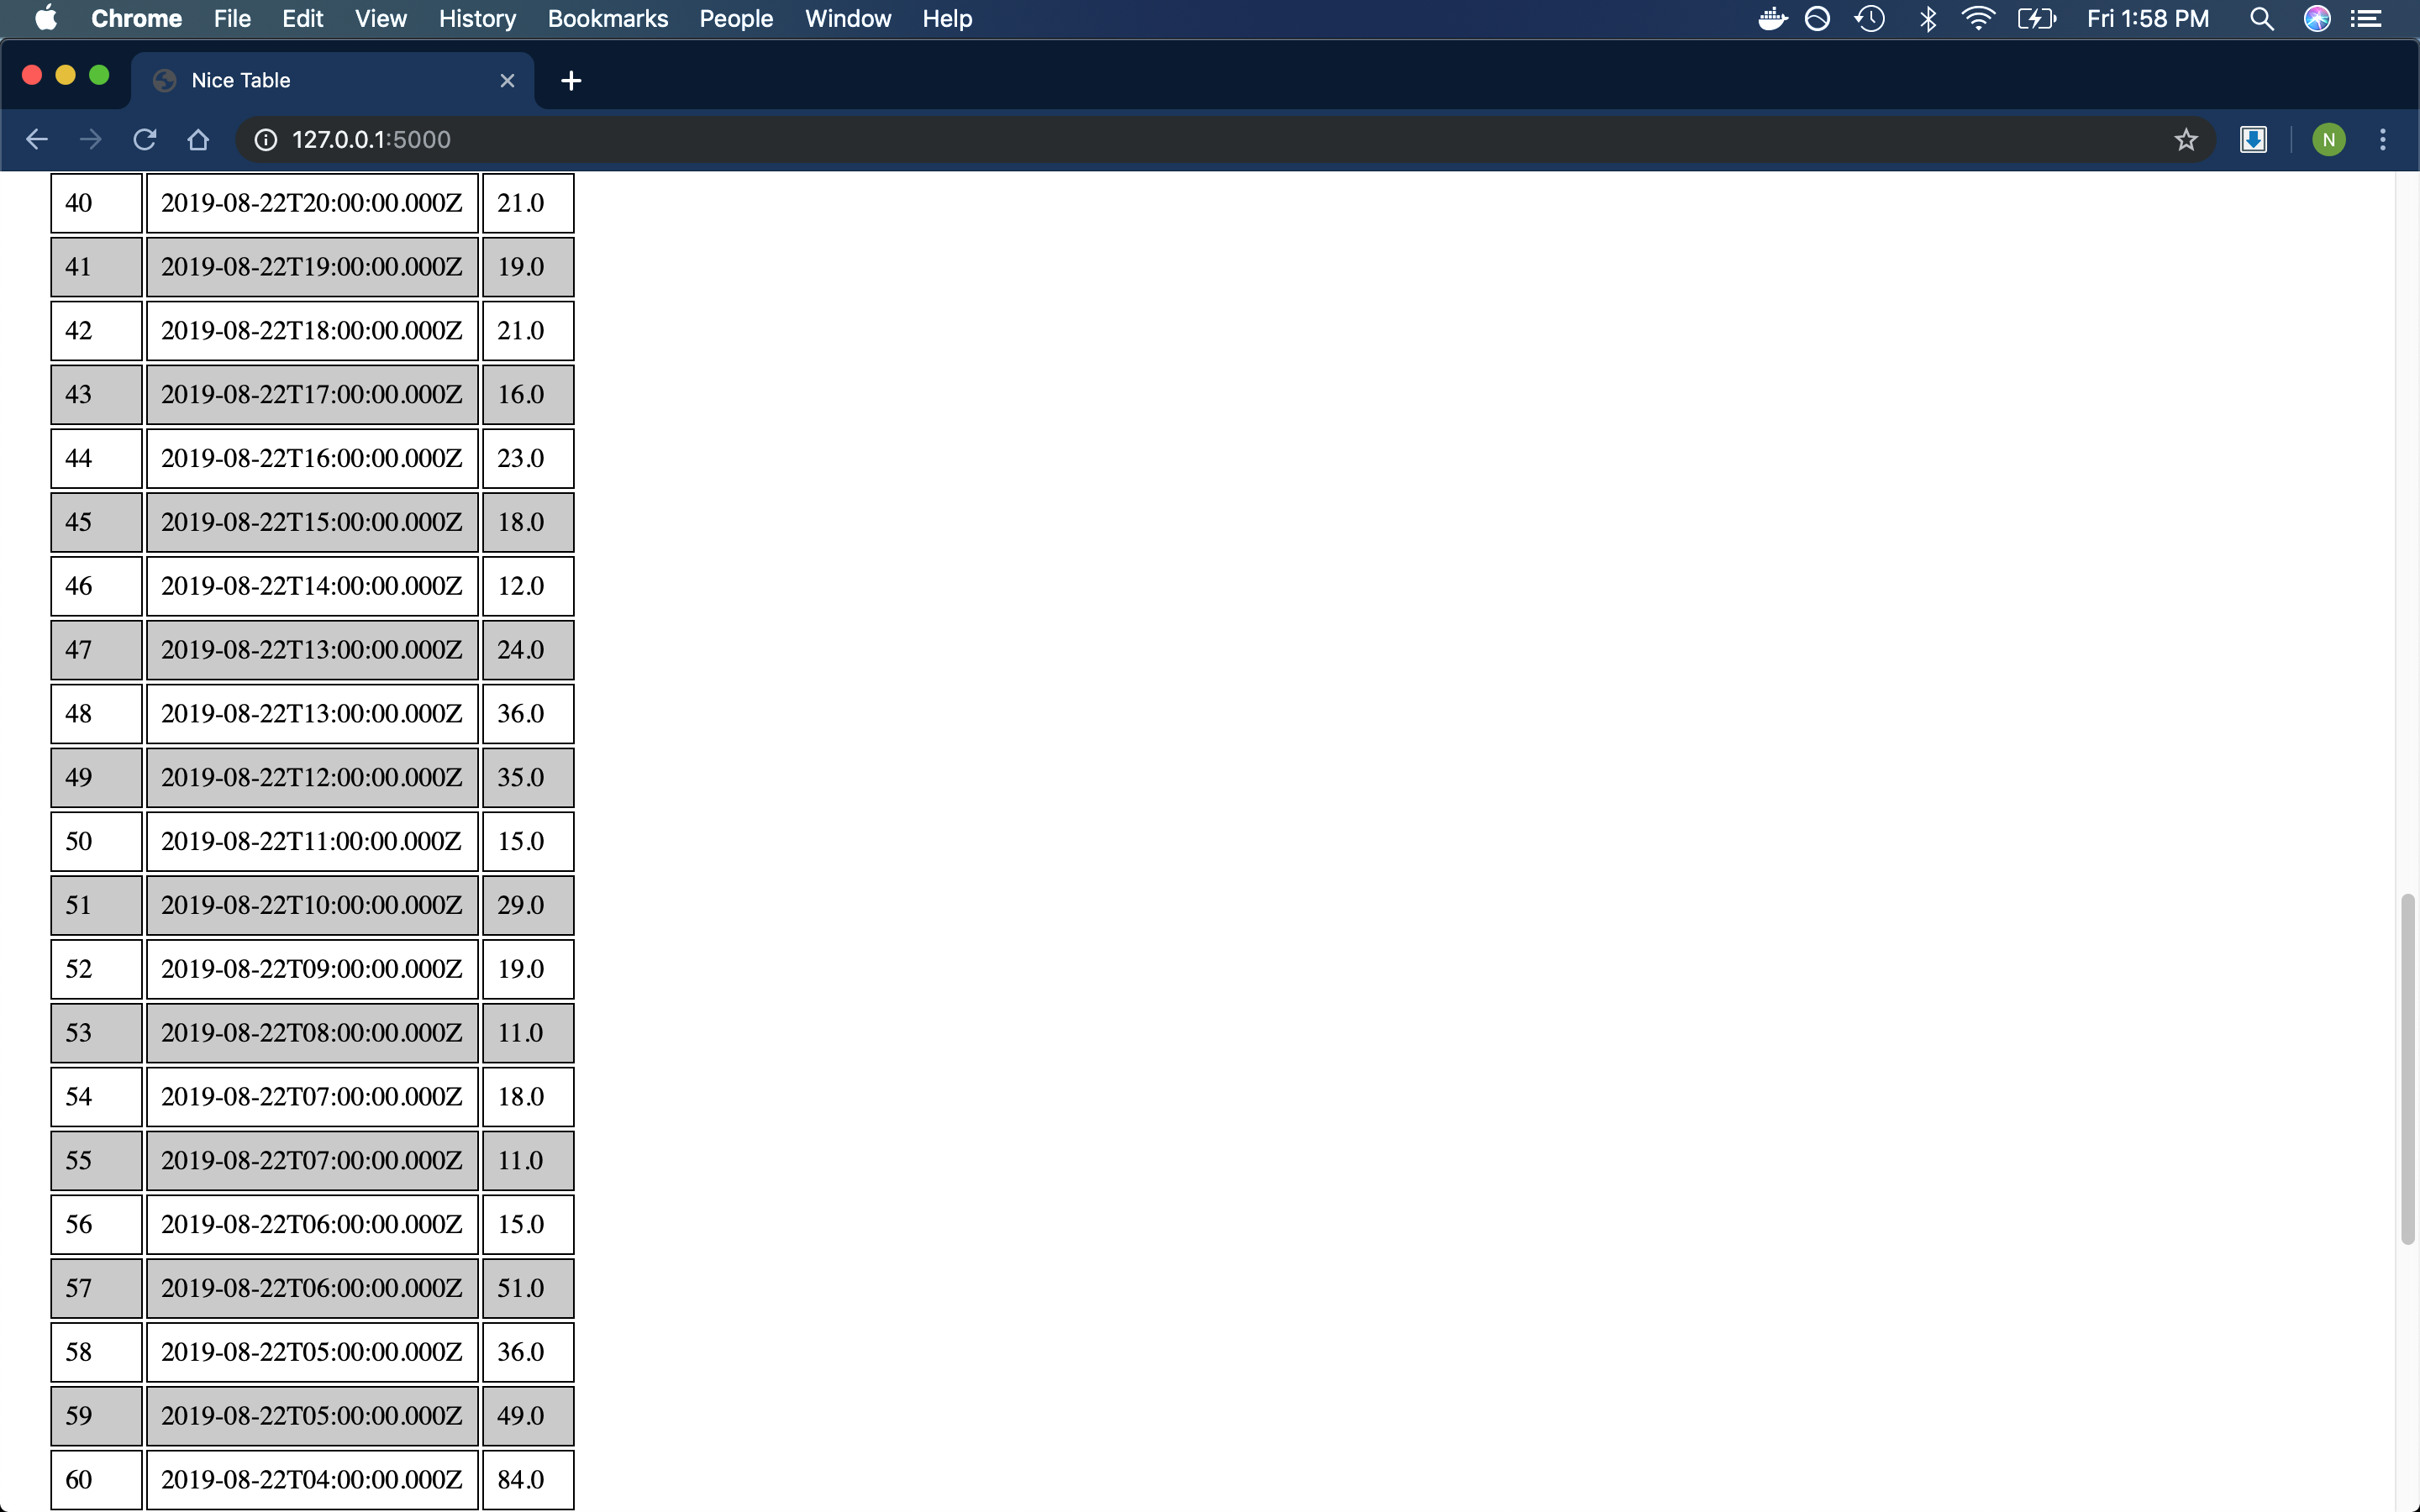 Chrome File Edit View History Bookmarks People Window Help Fri 1:58 PM
Nice Table
127.0.0.1:5000 N
40 2019-08-22T20:00:00.000Z 21.0
41 2019-08-22T19:00:00.000Z 19.0
42 2019-08-22T18:00:00.000Z 21.0
43 2019-08-22T17:00:00.000Z 16.0
44 2019-08-22T16:00:00.000Z 23.0
45 2019-08-22T15:00:00.000Z 18.0
46 2019-08-22T14:00:00.000Z 12.0
47 2019-08-22T13:00:00.000Z 24.0
48 2019-08-22T13:00:00.000Z 36.0
49 2019-08-22T12:00:00.000Z 35.0
50 2019-08-22T11:00:00.000Z 15.0
51 2019-08-22T10:00:00.000Z 29.0
52 2019-08-22T09:00:00.000Z 19.0
53 2019-08-22T08:00:00.000Z 11.0
54 2019-08-22T07:00:00.000Z 18.0
55 2019-08-22T07:00:00.000Z 11.0
56 2019-08-22T06:00:00.000Z 15.0
57 2019-08-22T06:00:00.000Z 51.0
58 2019-08-22T05:00:00.000Z 36.0
59 2019-08-22T05:00:00.000Z 49.0
60 2019-08-22T04:00:00.000Z 84.0